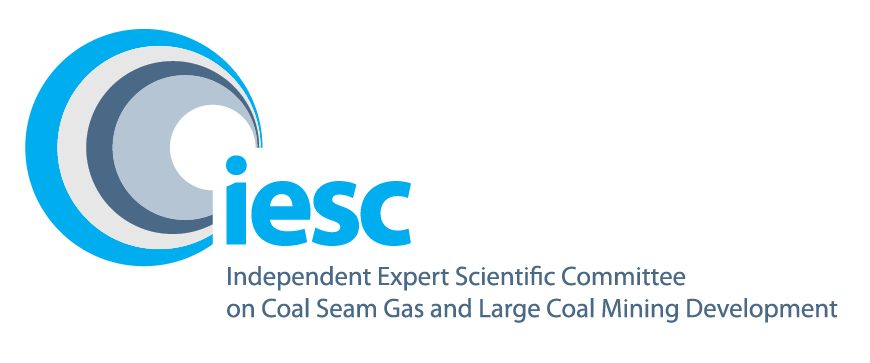 iesc
Independent Expert Scientific Committee
on Coal Seam Gas and Large Coal Mining Development